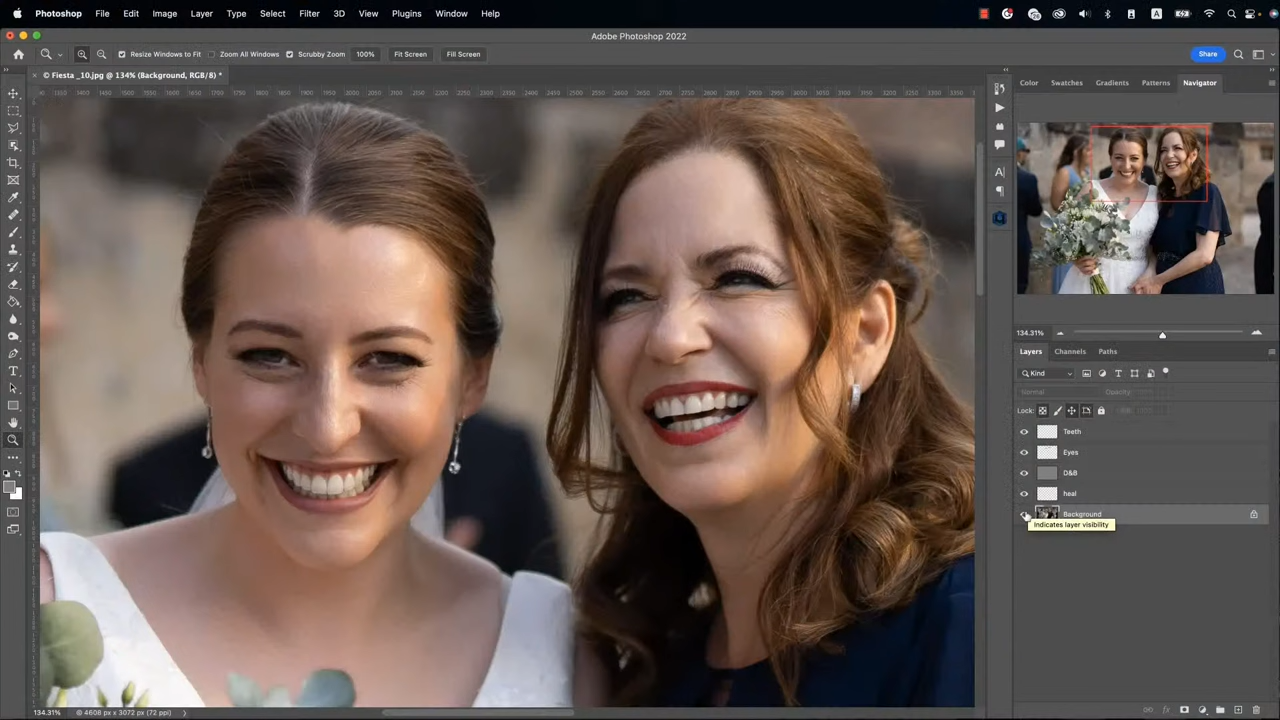 Photoshop File Edit Image Layer Type Select Filter 3D View Plugins Window Help
Adobe Photoshop 2022
Resize Windows to Fit Zoom All Windows Scrubby Zoom 100% Fit Screen Fill Screen Share
© Fiesta _10.jpg @ 134% (Background, RGB/8) *
Color Swatches Gradients Patterns Navigator
134.31%
Layers Channels Paths
Kind
Normal Opacity
Lock:
Teeth
Eyes
D&B
heal
Background
Indicates layer visibility
134.31% © 4608 px x 3072 px (72 ppi)